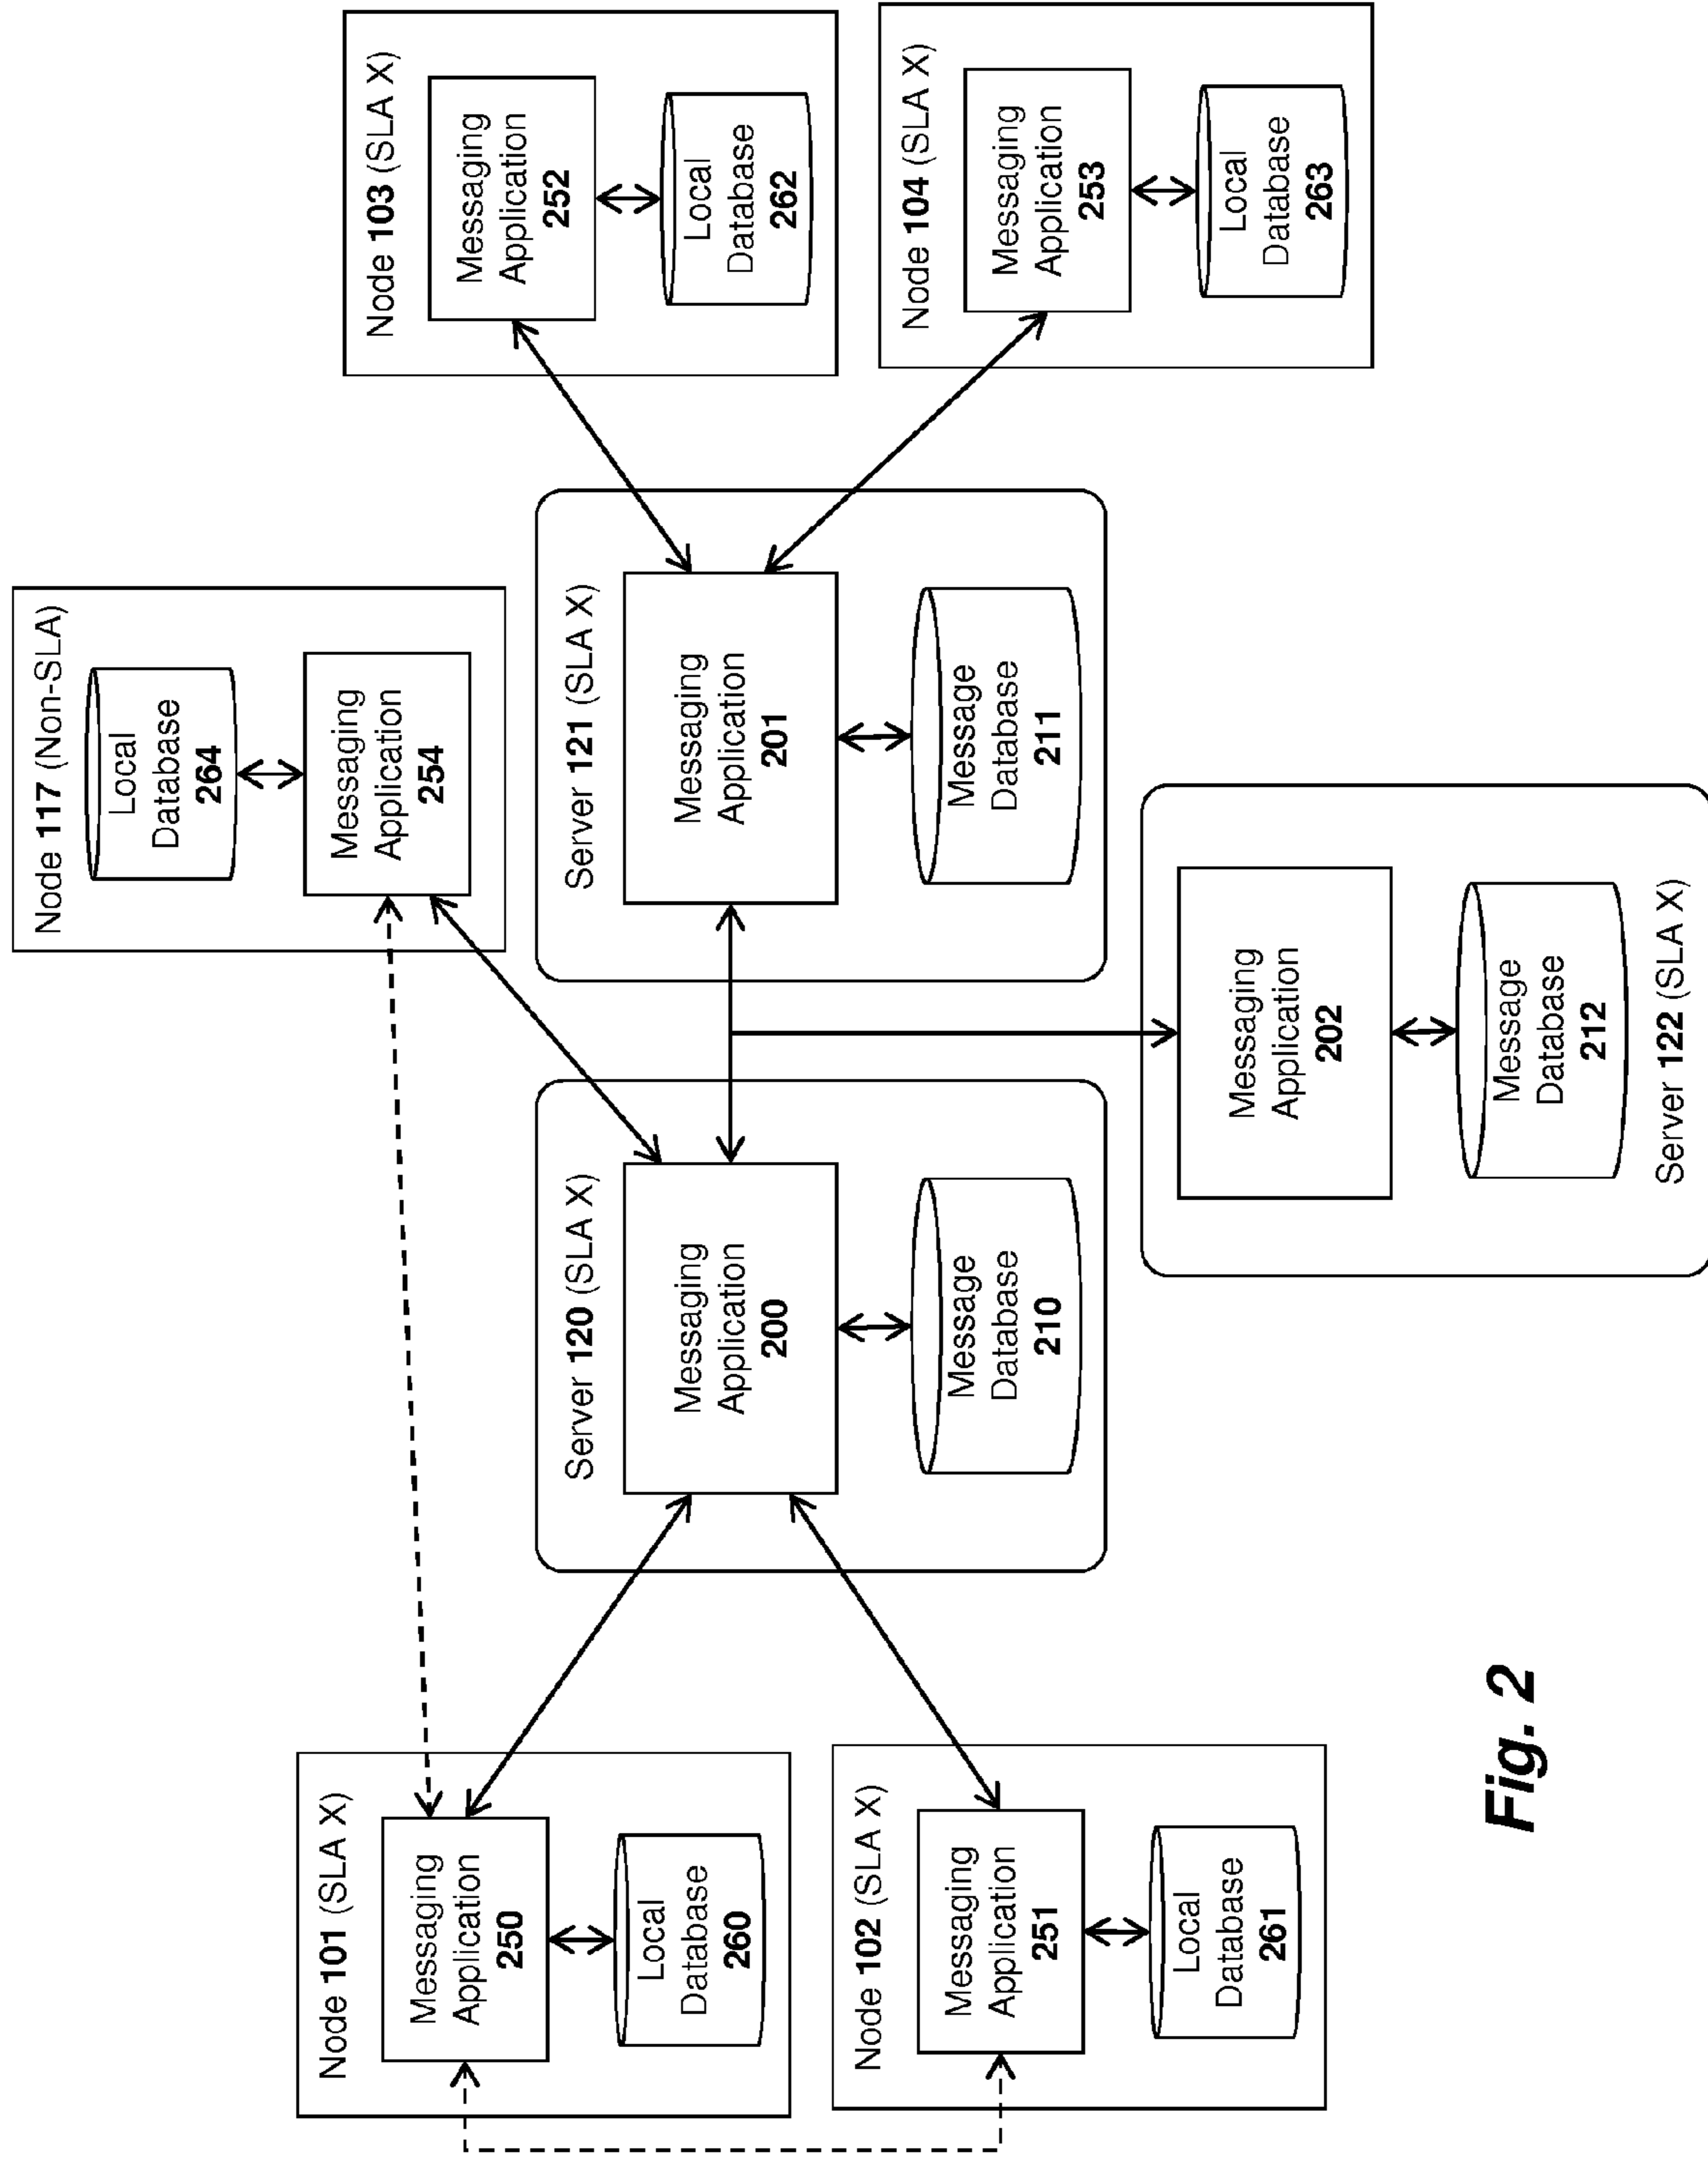 Node 117 (Non-SLA)
Local
Database
264
Messaging
Application
254
Node 101 (SLA X)
Messaging
Application
250
Local
Database
260
Node 102 (SLA X)
Messaging
Application
251
Local
Database
261
Server 120 (SLA X)
Messaging
Application
200
Message
Database
210
Server 121 (SLA X)
Messaging
Application
201
Message
Database
211
Node 103 (SLA X)
Messaging
Application
252
Local
Database
262
Node 104 (SLA X)
Messaging
Application
253
Local
Database
263
Messaging
Application
202
Message
Database
212
Server 122 (SLA X)
Fig. 2